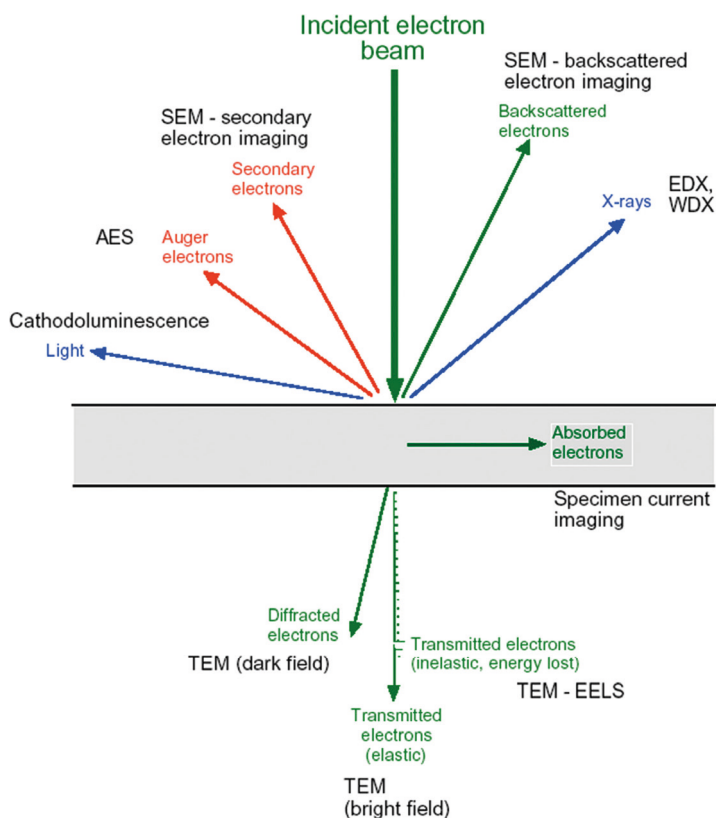 Incident electron
beam
SEM - backscattered
electron imaging
Backscattered
electrons
SEM - secondary
electron imaging
Secondary
electrons
X-rays
EDX,
WDX
AES
Auger
electrons
Cathodoluminescence
Light
Absorbed
electrons
Specimen current
imaging
Diffracted
electrons
TEM (dark field)
Transmitted electrons
(inelastic, energy lost)
TEM - EELS
Transmitted
electrons
(elastic)
TEM
(bright field)